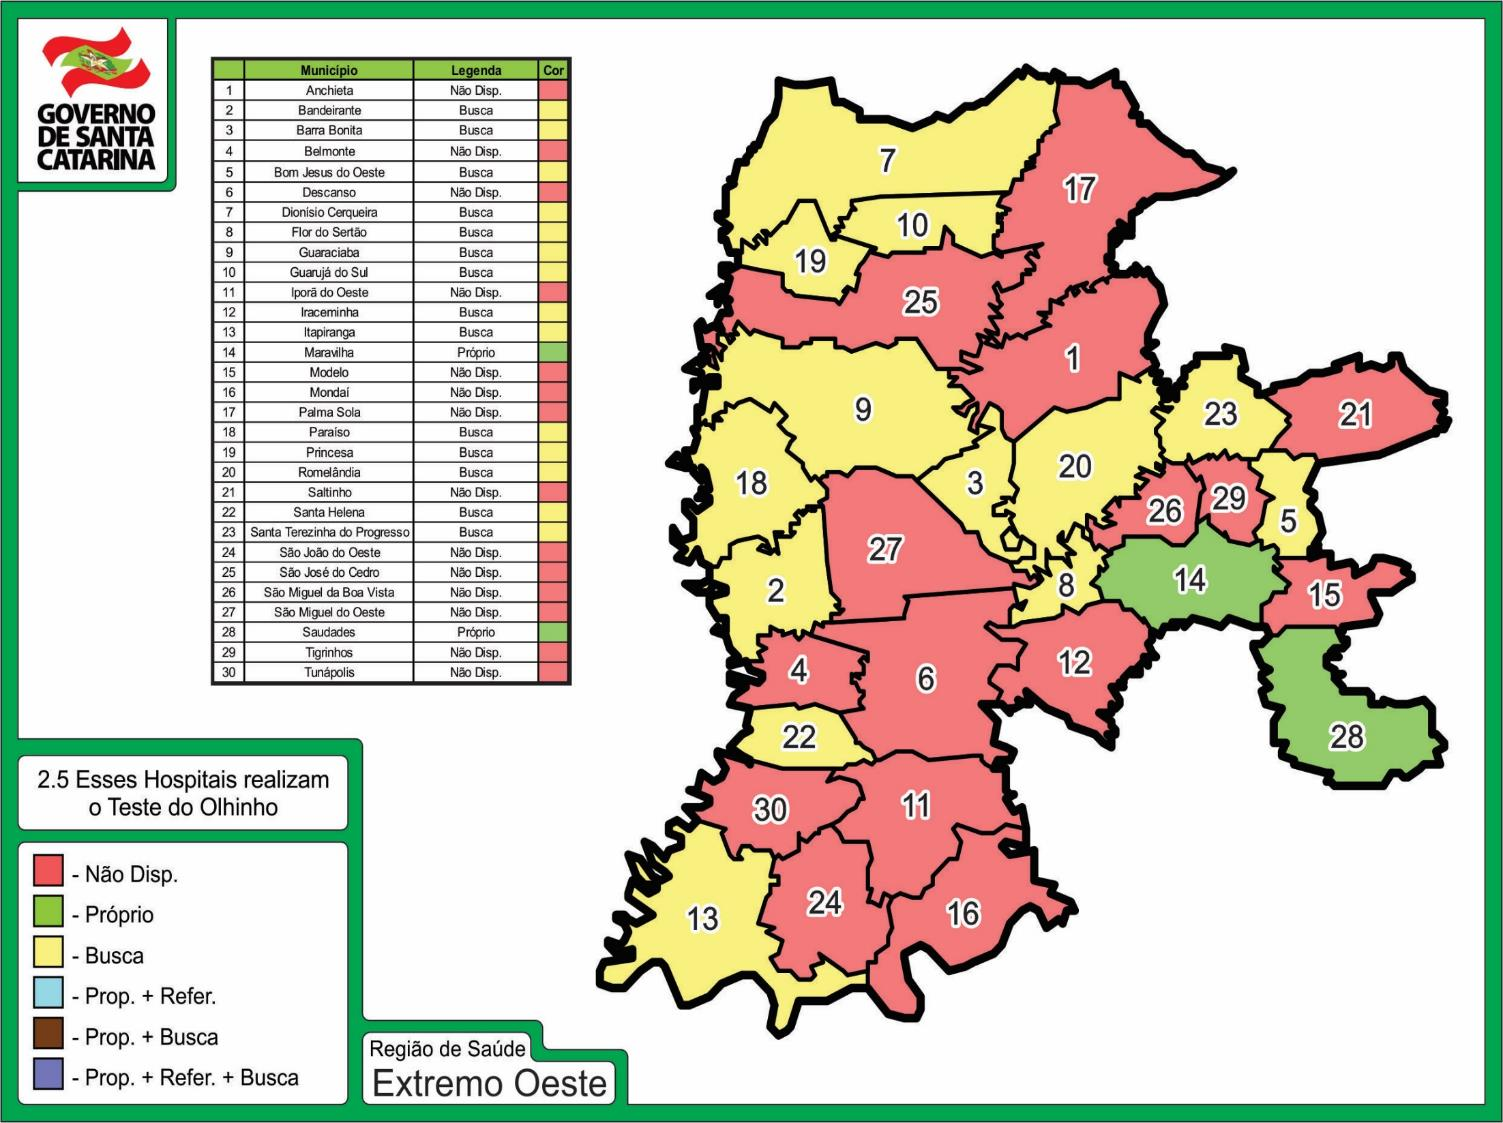 GOVERNO
DE SANTA
CATARINA
Município Legenda Cor
1 Anchieta Não Disp.
2 Bandeirante Busca
3 Barra Bonita Busca
4 Belmonte Não Disp.
5 Bom Jesus do Oeste Busca
6 Descanso Não Disp.
7 Dionísio Cerqueira Busca
8 Flor do Sertão Busca
9 Guaraciaba Busca
10 Guarujá do Sul Busca
11 Iporã do Oeste Não Disp.
12 Iraceminha Busca
13 Itapiranga Busca
14 Maravilha Próprio
15 Modelo Não Disp.
16 Mondaí Não Disp.
17 Palma Sola Não Disp.
18 Paraíso Busca
19 Princesa Busca
20 Romelândia Busca
21 Saltinho Não Disp.
22 Santa Helena Busca
23 Santa Terezinha do Progresso Busca
24 São João do Oeste Não Disp.
25 São José do Cedro Não Disp.
26 São Miguel da Boa Vista Não Disp.
27 São Miguel do Oeste Não Disp.
28 Saudades Próprio
29 Tigrinhos Não Disp.
30 Tunápolis Não Disp.
7
17
10
19
25
1
9
23
21
18
3
20
26
29
5
27
2
8
14
15
4
6
12
22
28
30
11
13
24
16
2.5 Esses Hospitais realizam
o Teste do Olhinho
- Não Disp.
- Próprio
- Busca
- Prop. + Refer.
- Prop. + Busca
- Prop. + Refer. + Busca
Região de Saúde
Extremo Oeste